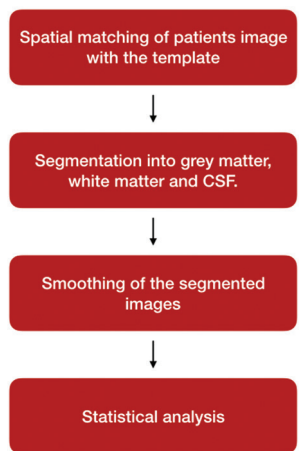 Spatial matching of patients image
with the template
Segmentation into grey matter,
white matter and CSF.
Smoothing of the segmented
images
Statistical analysis